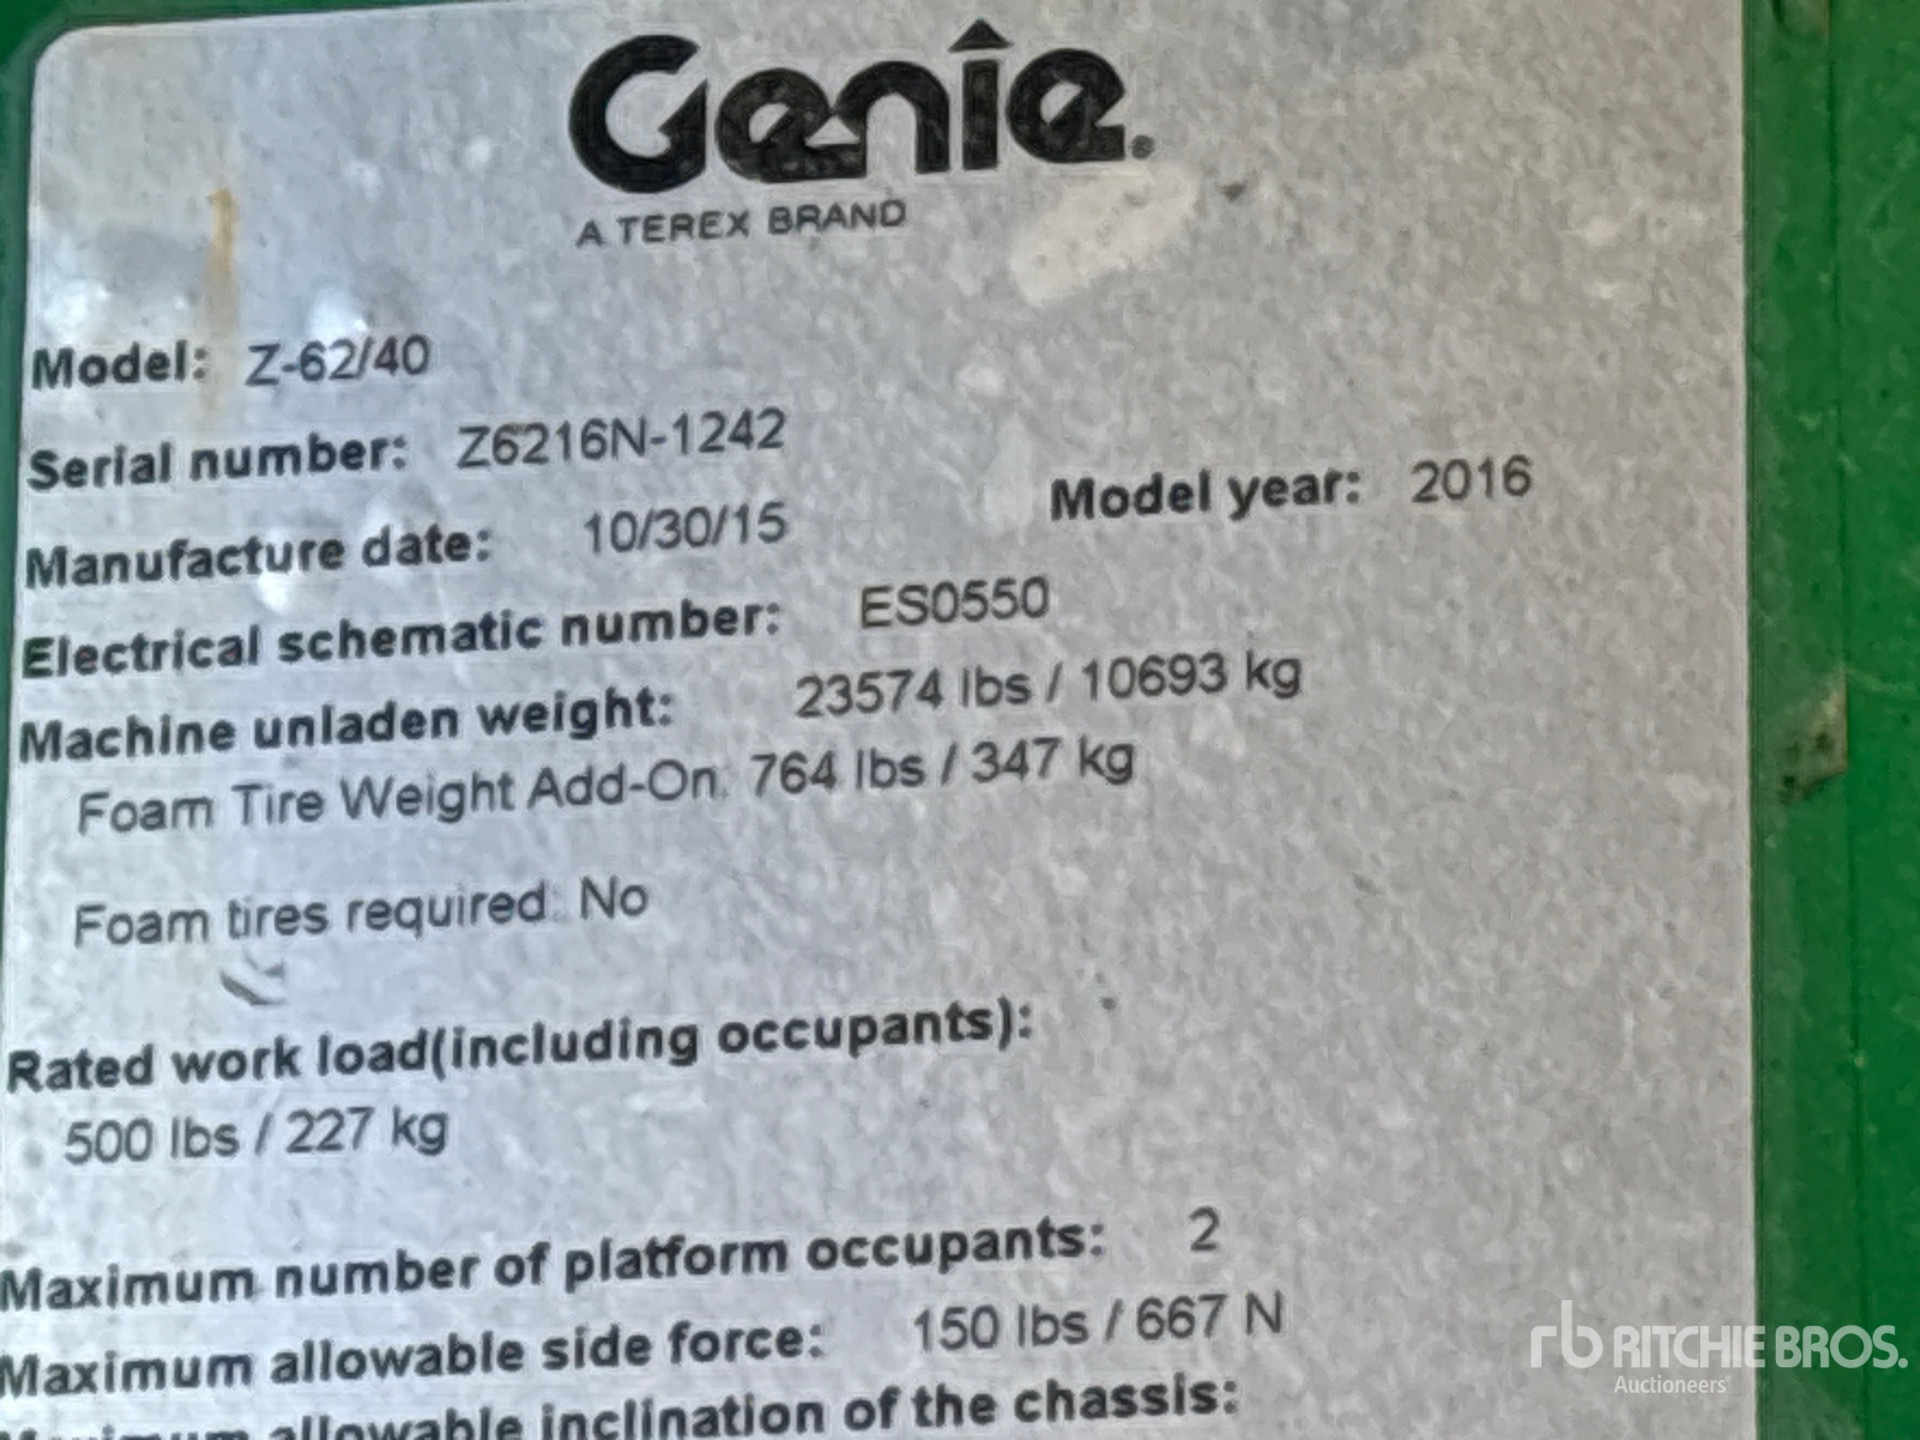 Genie.
A TEREX BRAND
Model: Z-62/40
Serial number: Z6216N-1242
Model year: 2016
Manufacture date: 10/30/15
Electrical schematic number: ES0550
Machine unladen weight: 23574 lbs / 10693 kg
Foam Tire Weight Add-On: 764 lbs / 347 kg
Foam tires required: No
Rated work load(including occupants):
500 lbs / 227 kg
Maximum number of platform occupants: 2
Maximum allowable side force: 150 lbs / 667 N
Maximum allowable inclination of the chassis:
rb RITCHIE BROS.
Auctioneers